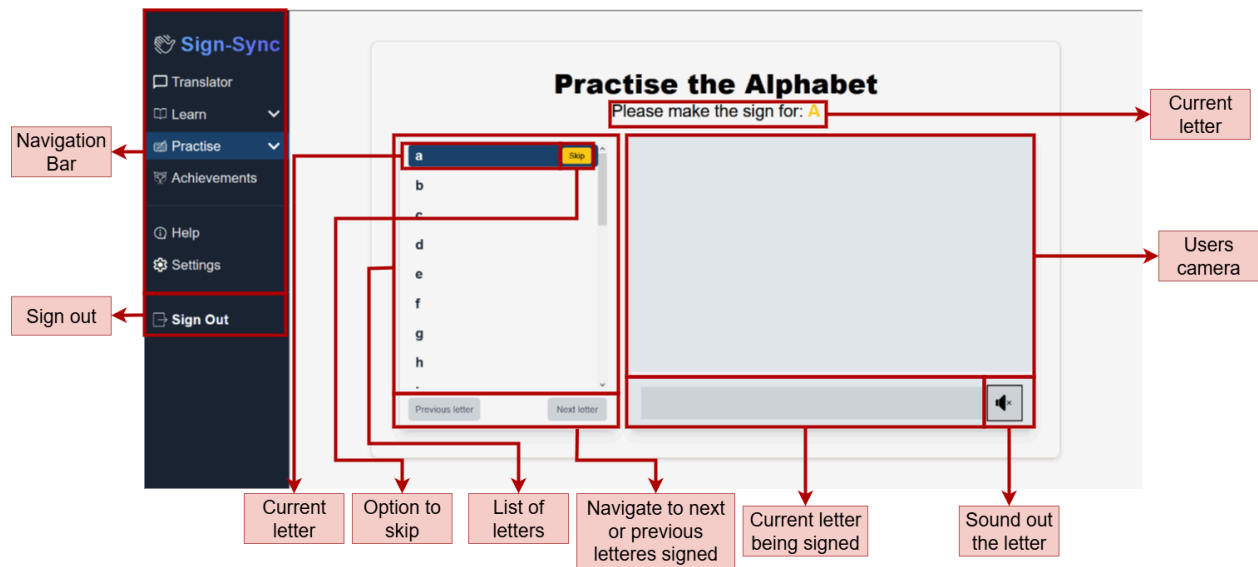 Sign-Sync
Translator
Learn
Practise
Achievements
Help
Settings
Sign Out
Practise the Alphabet
Please make the sign for: A
a
Skip
b
c
d
e
f
g
h
Previous letter
Next letter
Navigation
Bar
Sign out
Current
letter
Users
camera
Current
letter
Option to
skip
List of
letters
Navigate to next
or previous
letteres signed
Current letter
being signed
Sound out
the letter